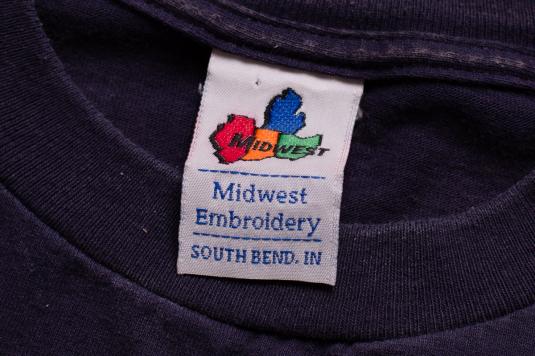 MIDWEST
Midwest
Embroidery
SOUTH BEND, IN